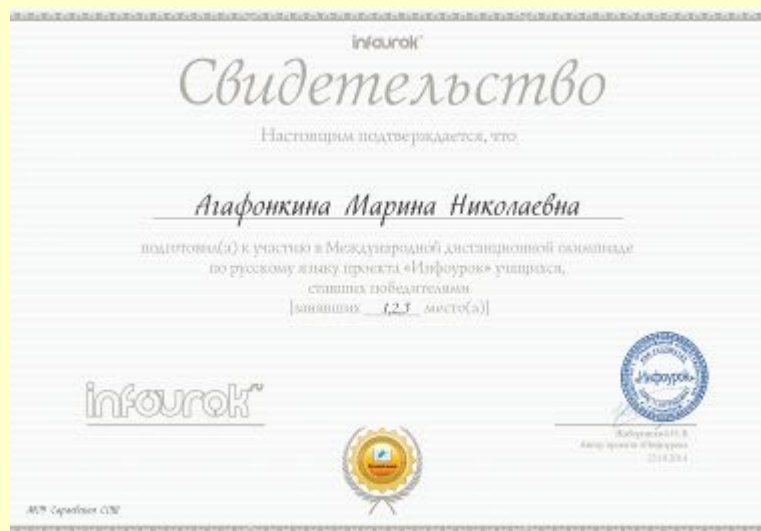 infourok
Свидетельство
Настоящим подтверждается, что
Агафонкина Марина Николаевна
подготовил(а) к участию в Международной дистанционной олимпиаде
по русскому языку проекта «Инфоурок» учащихся,
ставших победителями
[занявших 1,2,3 место(а)]
infourok
«Инфоурок»
Автор проекта «Инфоурок»
СОШ